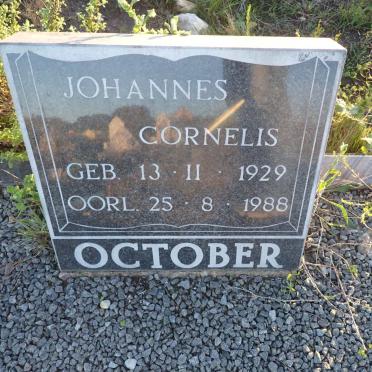 JOHANNES
CORNELIS
GEB. 13 · 11 · 1929
OORL. 25 · 8 · 1988
OCTOBER